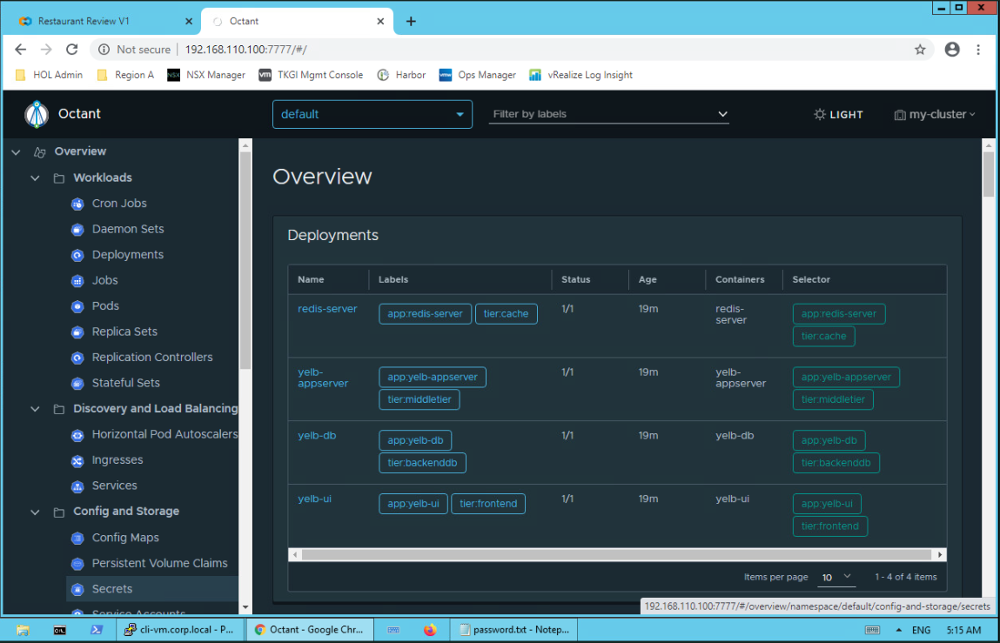 Restaurant Review V1
Octant
Not secure
192.168.110.100:7777/#/
HOL Admin
Region A
NSX Manager
TKGI Mgmt Console
Harbor
Ops Manager
vRealize Log Insight
Octant
default
Filter by labels
LIGHT
my-cluster
Overview
Workloads
Cron Jobs
Daemon Sets
Deployments
Jobs
Pods
Replica Sets
Replication Controllers
Stateful Sets
Discovery and Load Balancing
Horizontal Pod Autoscalers
Ingresses
Services
Config and Storage
Config Maps
Persistent Volume Claims
Secrets
Service Accounts
Overview
Deployments
Name Labels Status Age Containers Selector
redis-server app:redis-server tier:cache 1/1 19m redis- app:redis-server
server tier:cache
yelb- app:yelb-appserver 1/1 19m yelb- app:yelb-appserver
appserver tier:middletier appserver tier:middletier
yelb-db app:yelb-db 1/1 19m yelb-db app:yelb-db
tier:backenddb tier:backenddb
yelb-ui app:yelb-ui tier:frontend 1/1 19m yelb-ui app:yelb-ui
tier:frontend
Items per page 10 1 - 4 of 4 items
192.168.110.100:7777/#/overview/namespace/default/config-and-storage/secrets
cli-vm.corp.local - P...
Octant - Google Chr...
password.txt - Notep...
ENG
5:15 AM